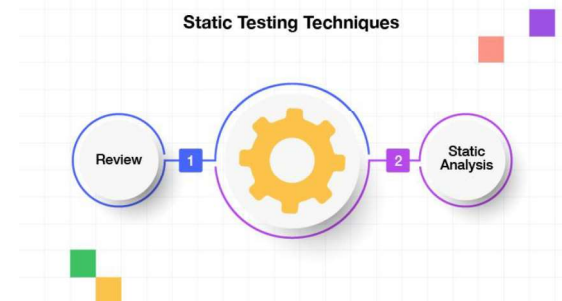 Static Testing Techniques
Review
1
2
Static
Analysis